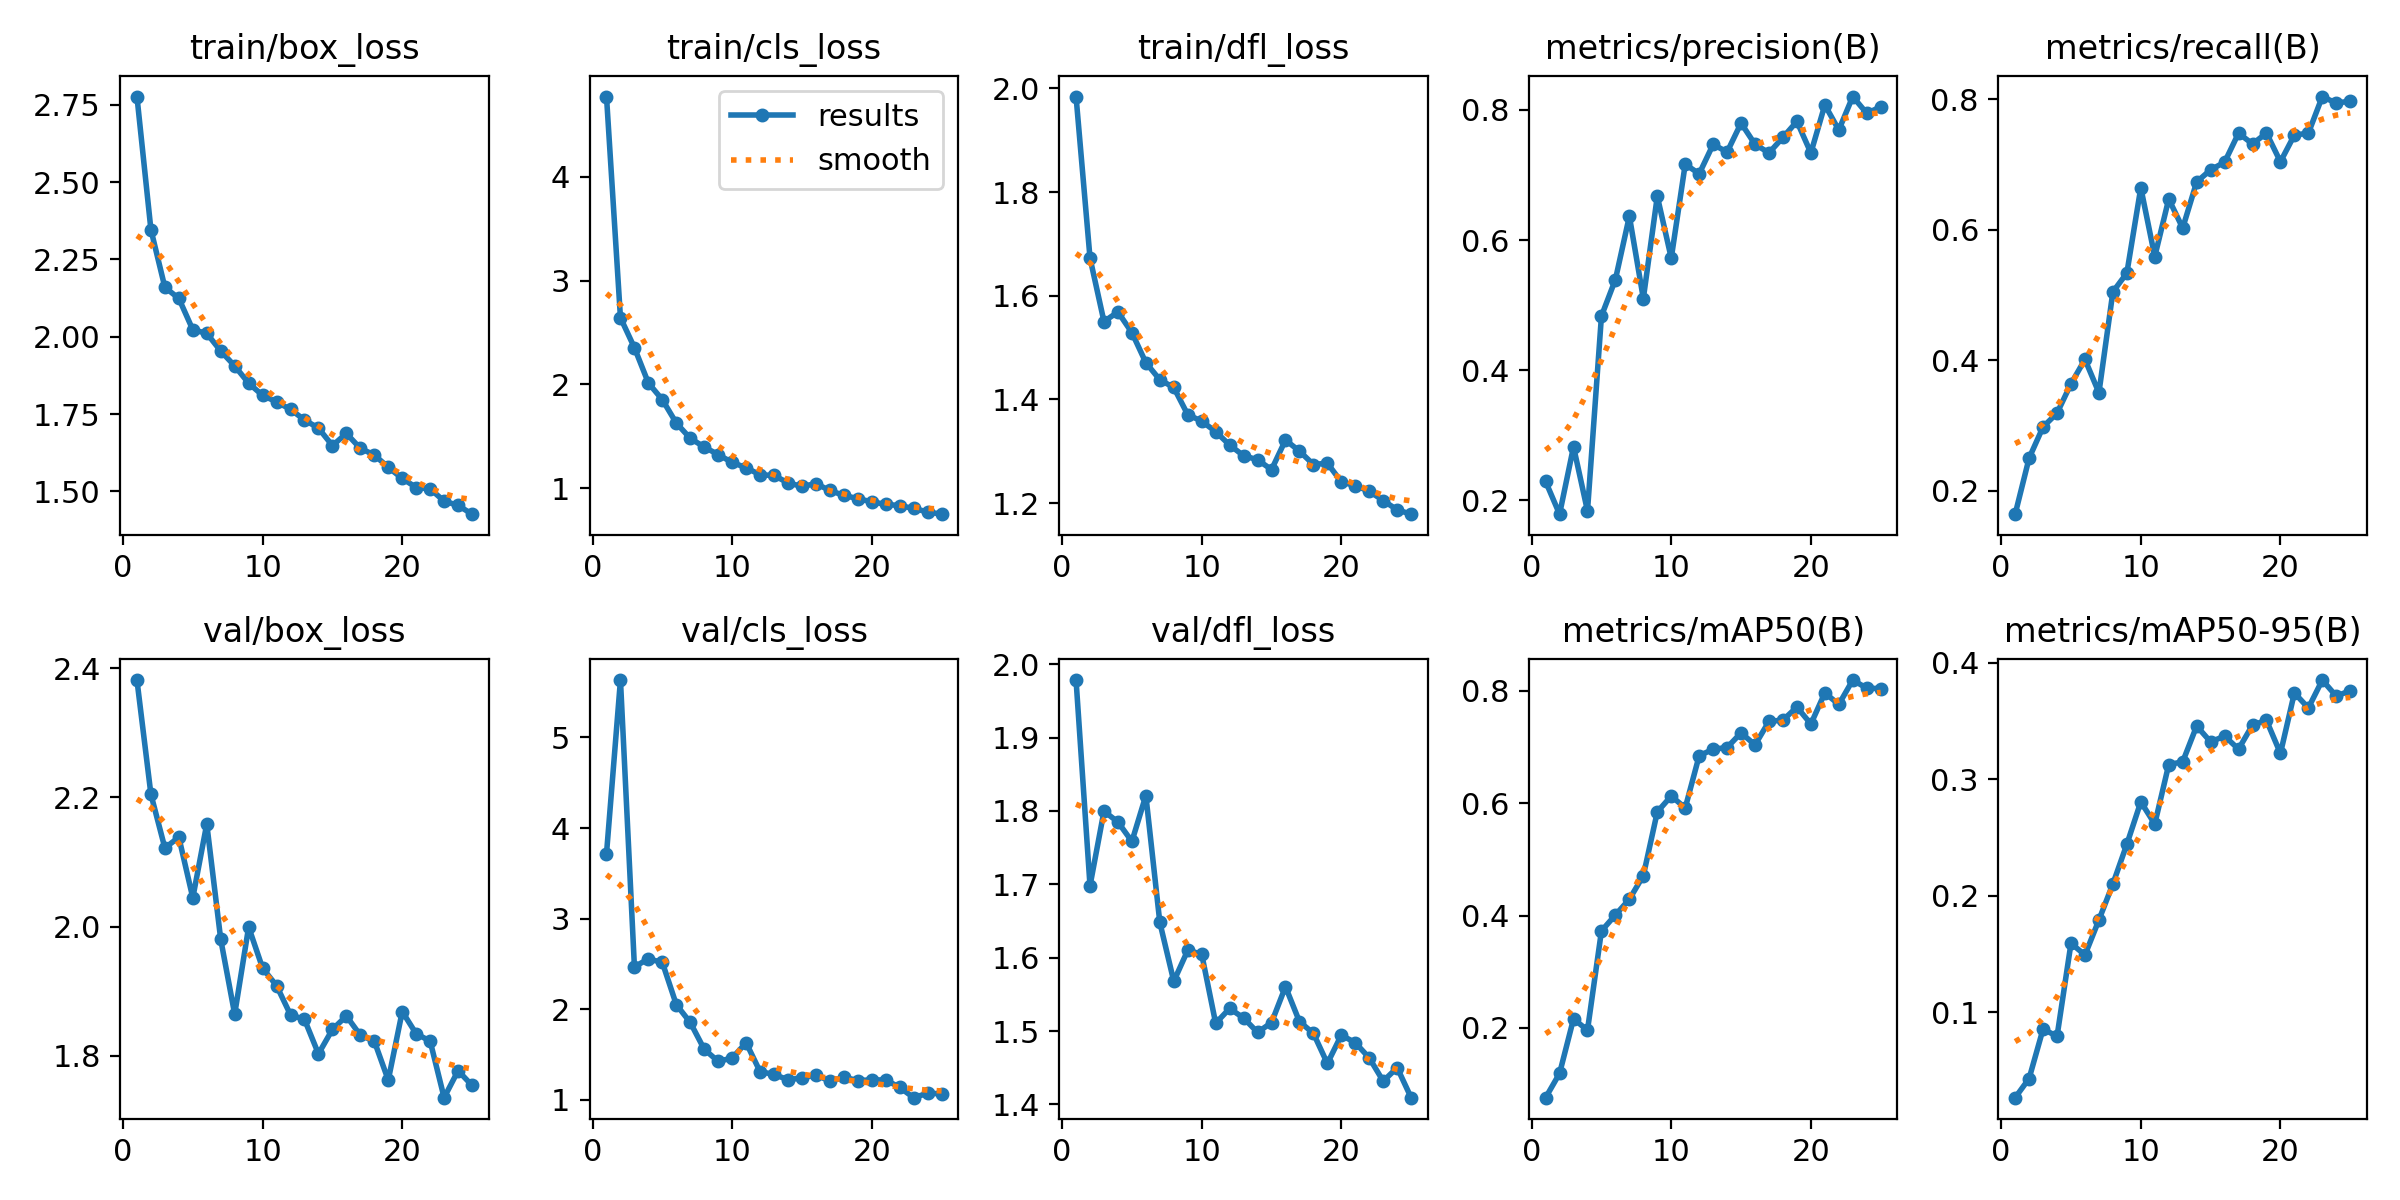 train/box_loss
2.75
2.50
2.25
2.00
1.75
1.50
0 10 20
train/cls_loss
results
smooth
4
3
2
1
0 10 20
train/dfl_loss
2.0
1.8
1.6
1.4
1.2
0 10 20
metrics/precision(B)
0.8
0.6
0.4
0.2
0 10 20
metrics/recall(B)
0.8
0.6
0.4
0.2
0 10 20
val/box_loss
2.4
2.2
2.0
1.8
0 10 20
val/cls_loss
5
4
3
2
1
0 10 20
val/dfl_loss
2.0
1.9
1.8
1.7
1.6
1.5
1.4
0 10 20
metrics/mAP50(B)
0.8
0.6
0.4
0.2
0 10 20
metrics/mAP50-95(B)
0.4
0.3
0.2
0.1
0 10 20